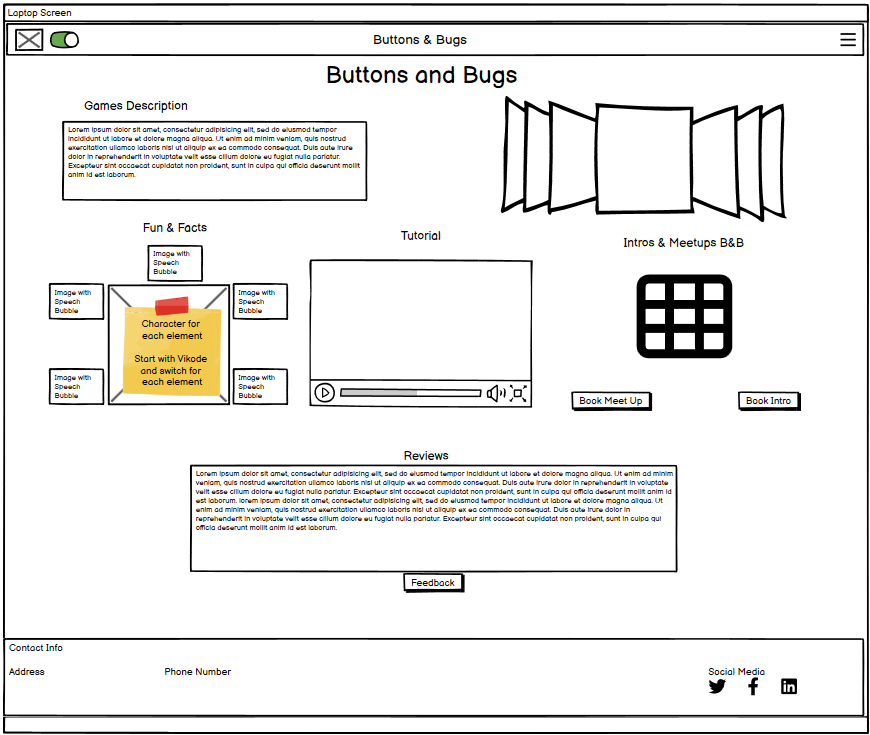 Laptop Screen
Buttons & Bugs
Buttons and Bugs
Games Description
Lorem ipsum dolor sit amet, consectetur adipisicing elit, sed do eiusmod tempor
incididunt ut labore et dolore magna aliqua. Ut enim ad minim veniam, quis nostrud
exercitation ullamco laboris nisi ut aliquip ex ea commodo consequat. Duis aute irure
dolor in reprehenderit in voluptate velit esse cillum dolore eu fugiat nulla pariatur.
Excepteur sint occaecat cupidatat non proident, sunt in culpa qui officia deserunt mollit
anim id est laborum.
Fun & Facts
Image with
Speech
Bubble
Image with
Speech
Bubble
Image with
Speech
Bubble
Character for
each element
Start with Vikade
and switch for
each element
Image with
Speech
Bubble
Image with
Speech
Bubble
Tutorial
Intros & Meetups B&B
Book Meet Up
Book Intro
Reviews
Lorem ipsum dolor sit amet, consectetur adipisicing elit, sed do eiusmod tempor incididunt ut labore et dolore magna aliqua. Ut enim ad minim
veniam, quis nostrud exercitation ullamco laboris nisi ut aliquip ex ea commodo consequat. Duis aute irure dolor in reprehenderit in voluptate
velit esse cillum dolore eu fugiat nulla pariatur. Excepteur sint occaecat cupidatat non proident, sunt in culpa qui officia deserunt mollit anim id
est laborum. lorem ipsum dolor sit amet, consectetur adipisicing elit, sed do eiusmod tempor incididunt ut labore et dolore magna aliqua. Ut
enim ad minim veniam, quis nostrud exercitation ullamco laboris nisi ut aliquip ex ea commodo consequat. Duis aute irure dolor in
reprehenderit in voluptate velit esse cillum dolore eu fugiat nulla pariatur. Excepteur sint occaecat cupidatat non proident, sunt in culpa qui
officia deserunt mollit anim id est laborum.
Feedback
Contact Info
Address
Phone Number
Social Media